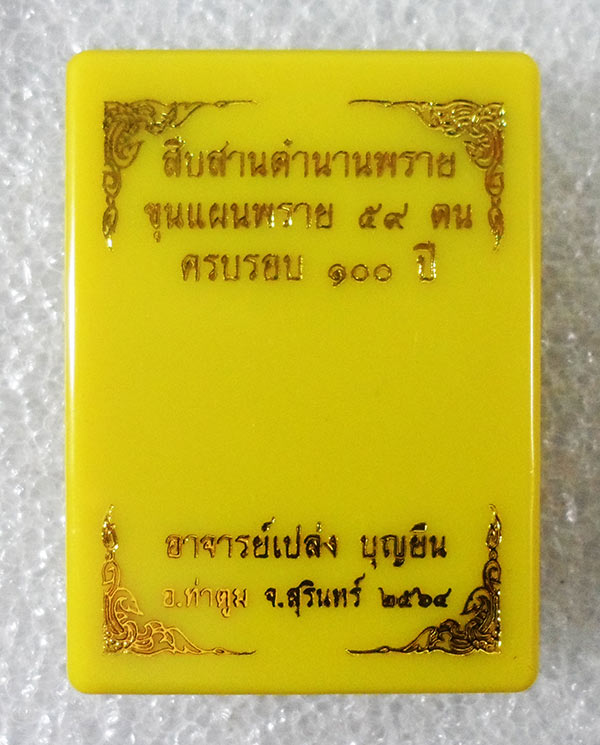 สืบสานตำนานพราย
ขุนแผนพราย ๕๙ ตน
ครบรอบ ๑๐๐ ปี
อาจารย์เปล่ง บุญยืน
อ.ท่าตูม จ.สุรินทร์ ๒๕๖๔